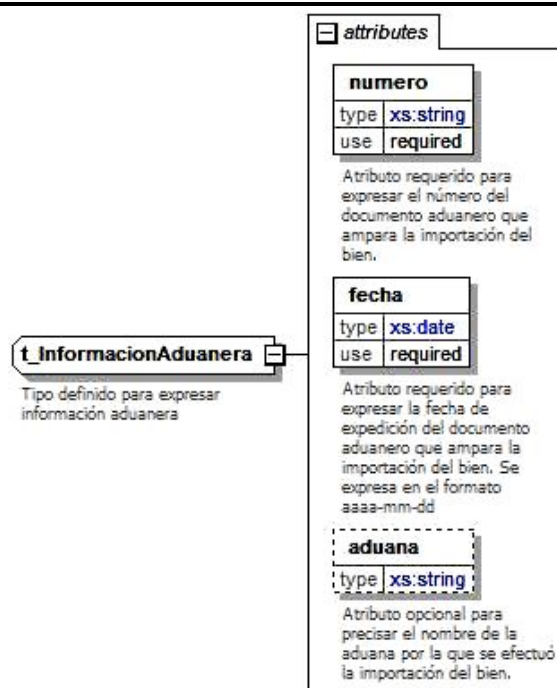 attributes
numero
type xs:string
use required
Atributo requerido para
expresar el número del
documento aduanero que
ampara la importación del
bien.
fecha
type xs:date
use required
Atributo requerido para
expresar la fecha de
expedición del documento
aduanero que ampara la
importación del bien. Se
expresa en el formato
aaaa-mm-dd
t_InformacionAduanera
Tipo definido para expresar
información aduanera
aduana
type xs:string
Atributo opcional para
precisar el nombre de la
aduana por la que se efectuó
la importación del bien.